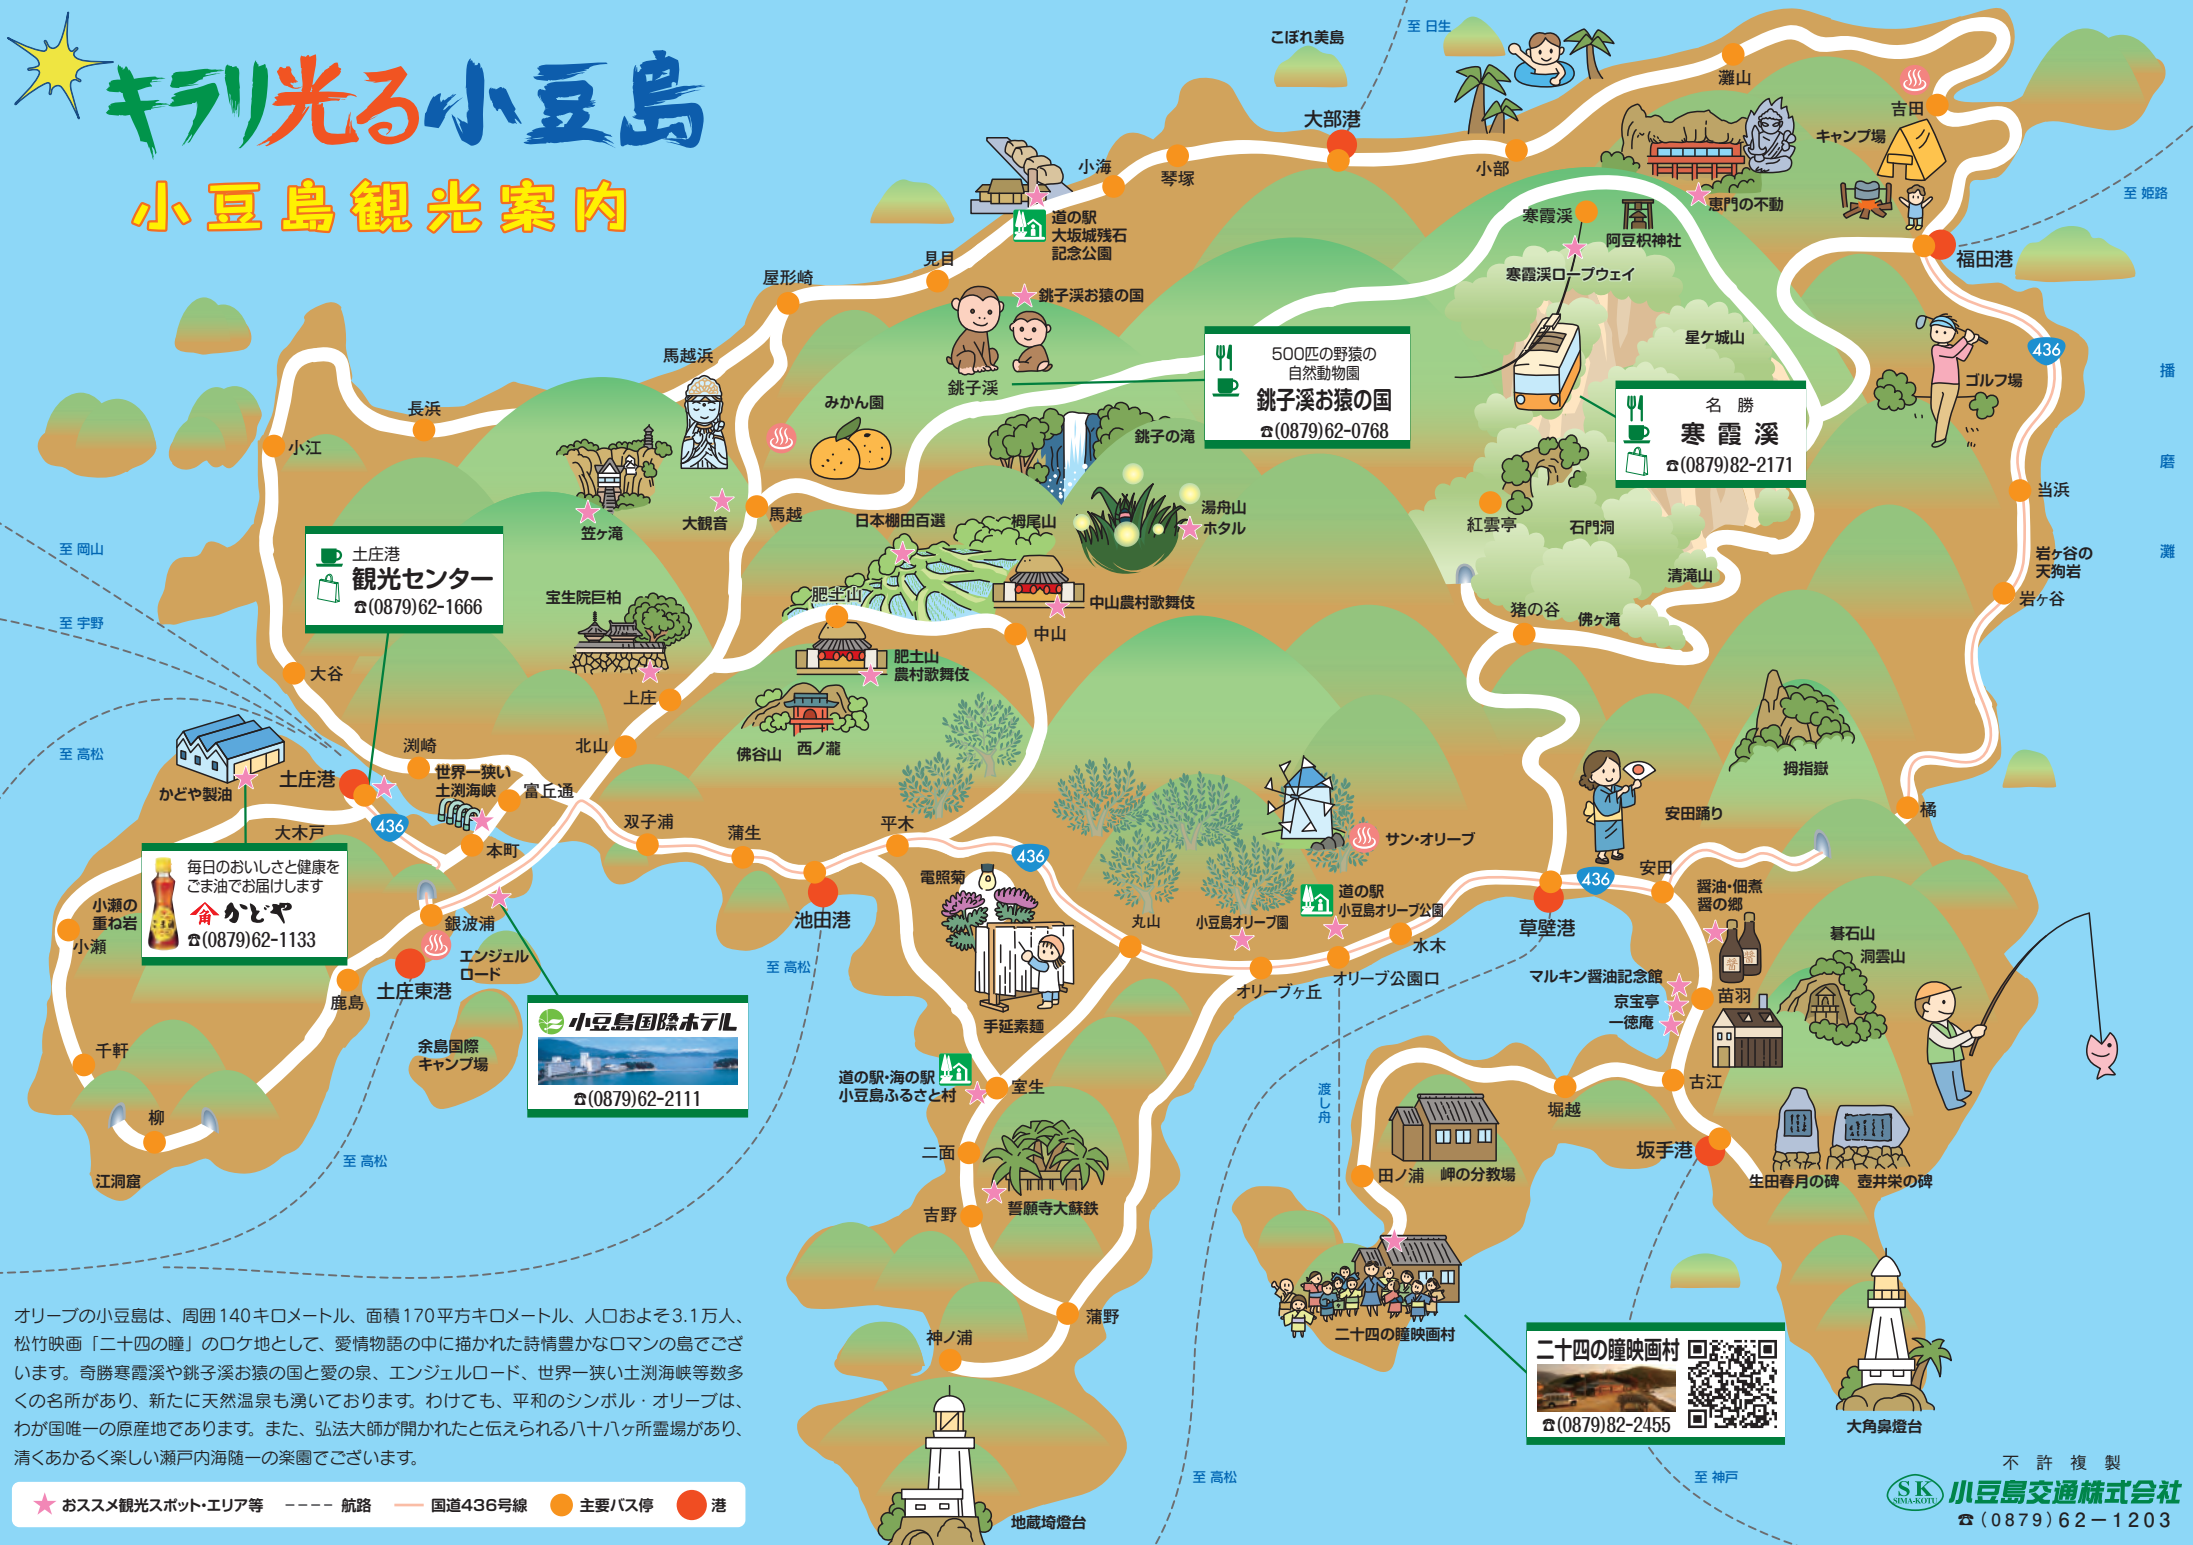 キラリ光る小豆島
小豆島観光案内
こぼれ美島
至 日生
大部港
灘山
吉田
キャンプ場
小海
琴塚
小部
恵門の不動
至 姫路
道の駅
大坂城残石
記念公園
寒霞渓
阿豆枳神社
福田港
見目
屋形崎
銚子渓お猿の国
寒霞渓ロープウェイ
星ケ城山
436
播
磨
灘
馬越浜
銚子渓
500匹の野猿の
自然動物園
銚子渓お猿の国
☎(0879)62-0768
名 勝
寒 霞 渓
☎(0879)82-2171
ゴルフ場
長浜
小江
みかん園
銚子の滝
当浜
笠ヶ滝
大観音
馬越
日本棚田百選
栂尾山
湯舟山
ホタル
紅雲亭
石門洞
岩ヶ谷の
天狗岩
岩ヶ谷
至 岡山
至 宇野
土庄港
観光センター
☎(0879)62-1666
宝生院巨柏
肥土山
中山農村歌舞伎
中山
清滝山
猪の谷
佛ヶ滝
大谷
上庄
肥土山
農村歌舞伎
佛谷山
西ノ瀧
至 高松
渕崎
北山
土庄港
かどや製油
世界一狭い
土渕海峡
富丘通
拇指嶽
安田踊り
橘
大木戸
436
本町
双子浦
蒲生
平木
436
サン・オリーブ
436
安田
毎日のおいしさと健康を
ごま油でお届けします
かどや
☎(0879)62-1133
電照菊
道の駅
小豆島オリーブ公園
醤油・佃煮
醤の郷
小瀬の
重ね岩
小瀬
銀波浦
エンジェル
ロード
池田港
丸山
小豆島オリーブ園
水木
草壁港
碁石山
洞雲山
至 高松
鹿島
土庄東港
オリーブヶ丘
オリーブ公園口
マルキン醤油記念館
京宝亭
一徳庵
苗羽
手延素麺
小豆島国際ホテル
☎(0879)62-2111
余島国際
キャンプ場
千軒
道の駅・海の駅
小豆島ふるさと村
室生
渡し舟
古江
堀越
柳
江洞窟
至 高松
二面
坂手港
田ノ浦
岬の分教場
生田春月の碑
壺井栄の碑
吉野
誓願寺大蘇鉄
蒲野
神ノ浦
二十四の瞳映画村
二十四の瞳映画村
☎(0879)82-2455
大角鼻燈台
至 高松
至 神戸
地蔵埼燈台
オリーブの小豆島は、周囲140キロメートル、面積170平方キロメートル、人口およそ3.1万人、
松竹映画「二十四の瞳」のロケ地として、愛情物語の中に描かれた詩情豊かなロマンの島でござ
います。奇勝寒霞渓や銚子渓お猿の国と愛の泉、エンジェルロード、世界一狭い土渕海峡等数多
くの名所があり、新たに天然温泉も湧いております。わけても、平和のシンボル・オリーブは、
わが国唯一の原産地であります。また、弘法大師が開かれたと伝えられる八十八ヶ所霊場があり、
清くあかるく楽しい瀬戸内海随一の楽園でございます。
おススメ観光スポット・エリア等 航路 国道436号線 主要バス停 港
不 許 複 製
SK
SIMA-KOTU
小豆島交通株式会社
☎(0879)62-1203